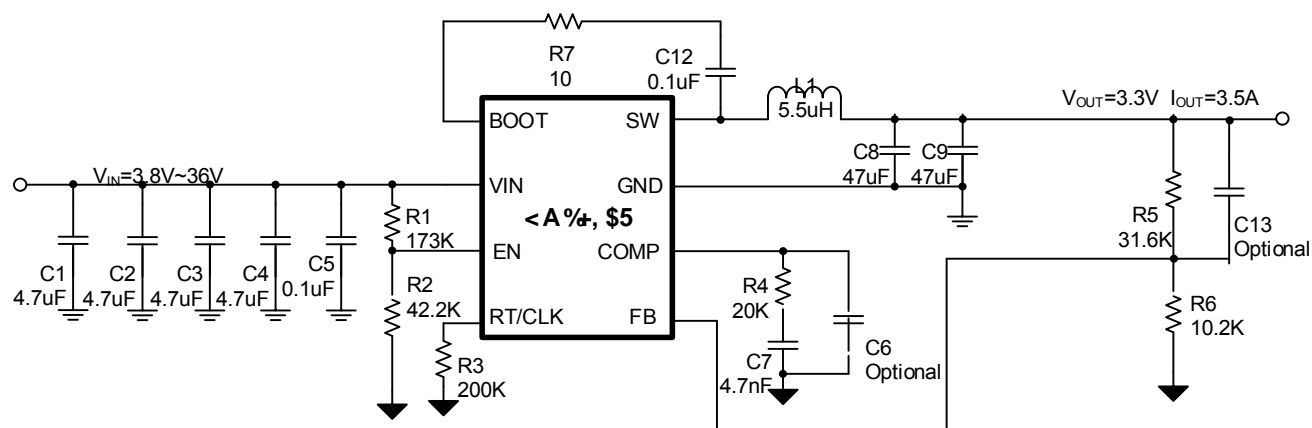 R7
10
C12
0.1uF
L1
5.5uH
VOUT=3.3V IOUT=3.5A
BOOT
SW
C8
47uF
C9
47uF
VIN=3.8V~36V
VIN
GND
<A%+, $5
R1
173K
EN
COMP
R5
31.6K
C13
Optional
C1
4.7uF
C2
4.7uF
C3
4.7uF
C4
4.7uF
C5
0.1uF
R2
42.2K
R4
20K
RT/CLK
FB
R6
10.2K
R3
200K
C7
4.7nF
C6
Optional